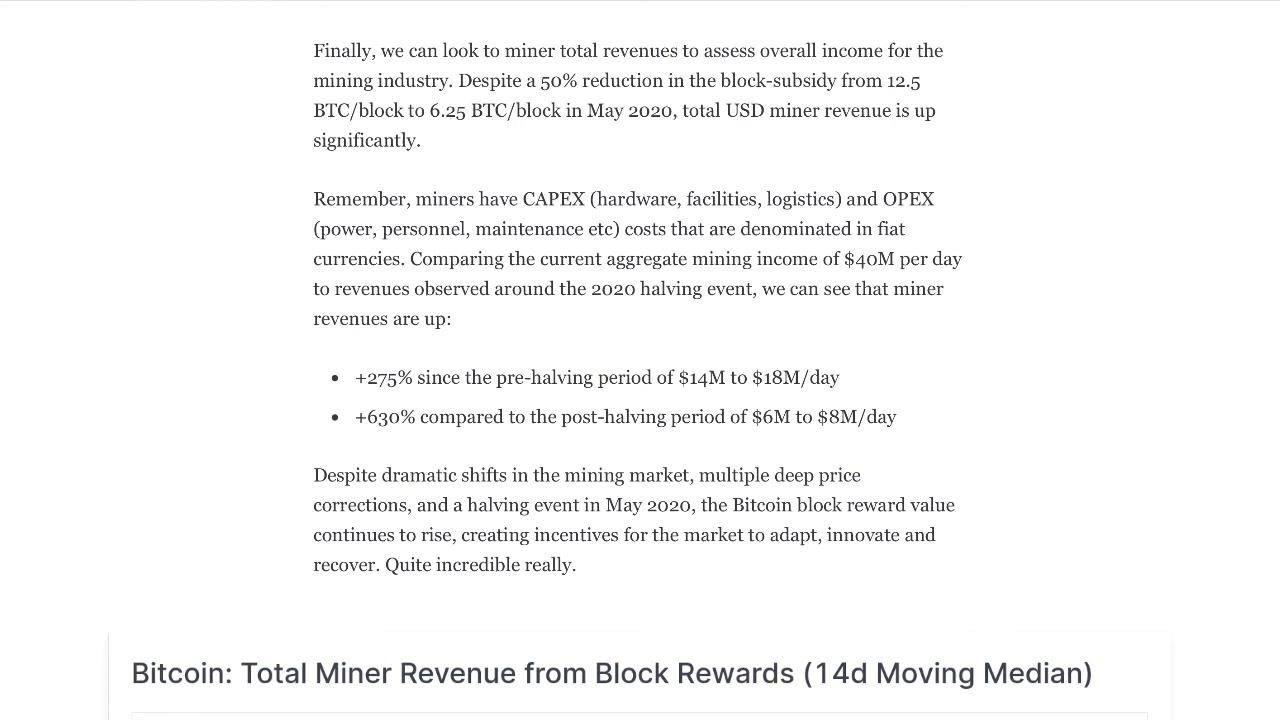 Finally, we can look to miner total revenues to assess overall income for the
mining industry. Despite a 50% reduction in the block-subsidy from 12.5
BTC/block to 6.25 BTC/block in May 2020, total USD miner revenue is up
significantly.
Remember, miners have CAPEX (hardware, facilities, logistics) and OPEX
(power, personnel, maintenance etc) costs that are denominated in fiat
currencies. Comparing the current aggregate mining income of $40M per day
to revenues observed around the 2020 halving event, we can see that miner
revenues are up:
• +275% since the pre-halving period of $14M to $18M/day
• +630% compared to the post-halving period of $6M to $8M/day
Despite dramatic shifts in the mining market, multiple deep price
corrections, and a halving event in May 2020, the Bitcoin block reward value
continues to rise, creating incentives for the market to adapt, innovate and
recover. Quite incredible really.
Bitcoin: Total Miner Revenue from Block Rewards (14d Moving Median)